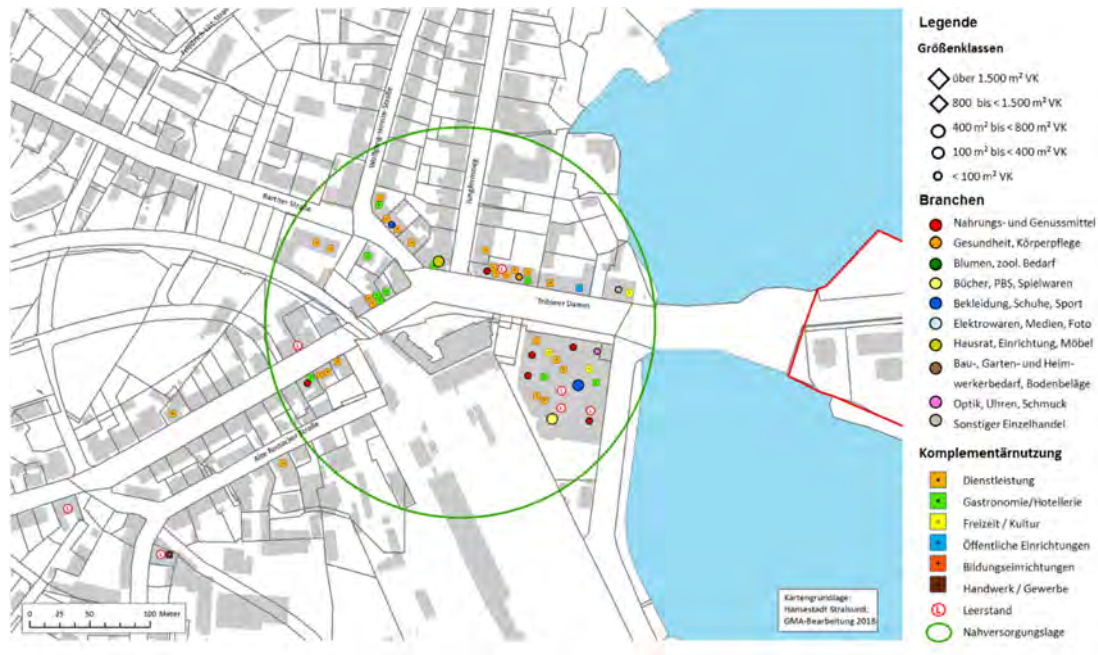 Barther Straße
Wolfgang-Heinze-Straße
Jungfernstieg
Tribseer Damm
Alte Rostocker Straße
0 25 50 100 Meter
Kartengrundlage:
Hansestadt Stralsund;
GMA-Bearbeitung 2018
Legende
Größenklassen
über 1.500 m² VK
800 bis < 1.500 m² VK
400 m² bis < 800 m² VK
100 m² bis < 400 m² VK
< 100 m² VK
Branchen
Nahrungs- und Genussmittel
Gesundheit, Körperpflege
Blumen, zool. Bedarf
Bücher, PBS, Spielwaren
Bekleidung, Schuhe, Sport
Elektrowaren, Medien, Foto
Hausrat, Einrichtung, Möbel
Bau-, Garten- und Heim-
werkerbedarf, Bodenbeläge
Optik, Uhren, Schmuck
Sonstiger Einzelhandel
Komplementärnutzung
Dienstleistung
Gastronomie/Hotellerie
Freizeit / Kultur
Öffentliche Einrichtungen
Bildungseinrichtungen
Handwerk / Gewerbe
L Leerstand
Nahversorgungslage